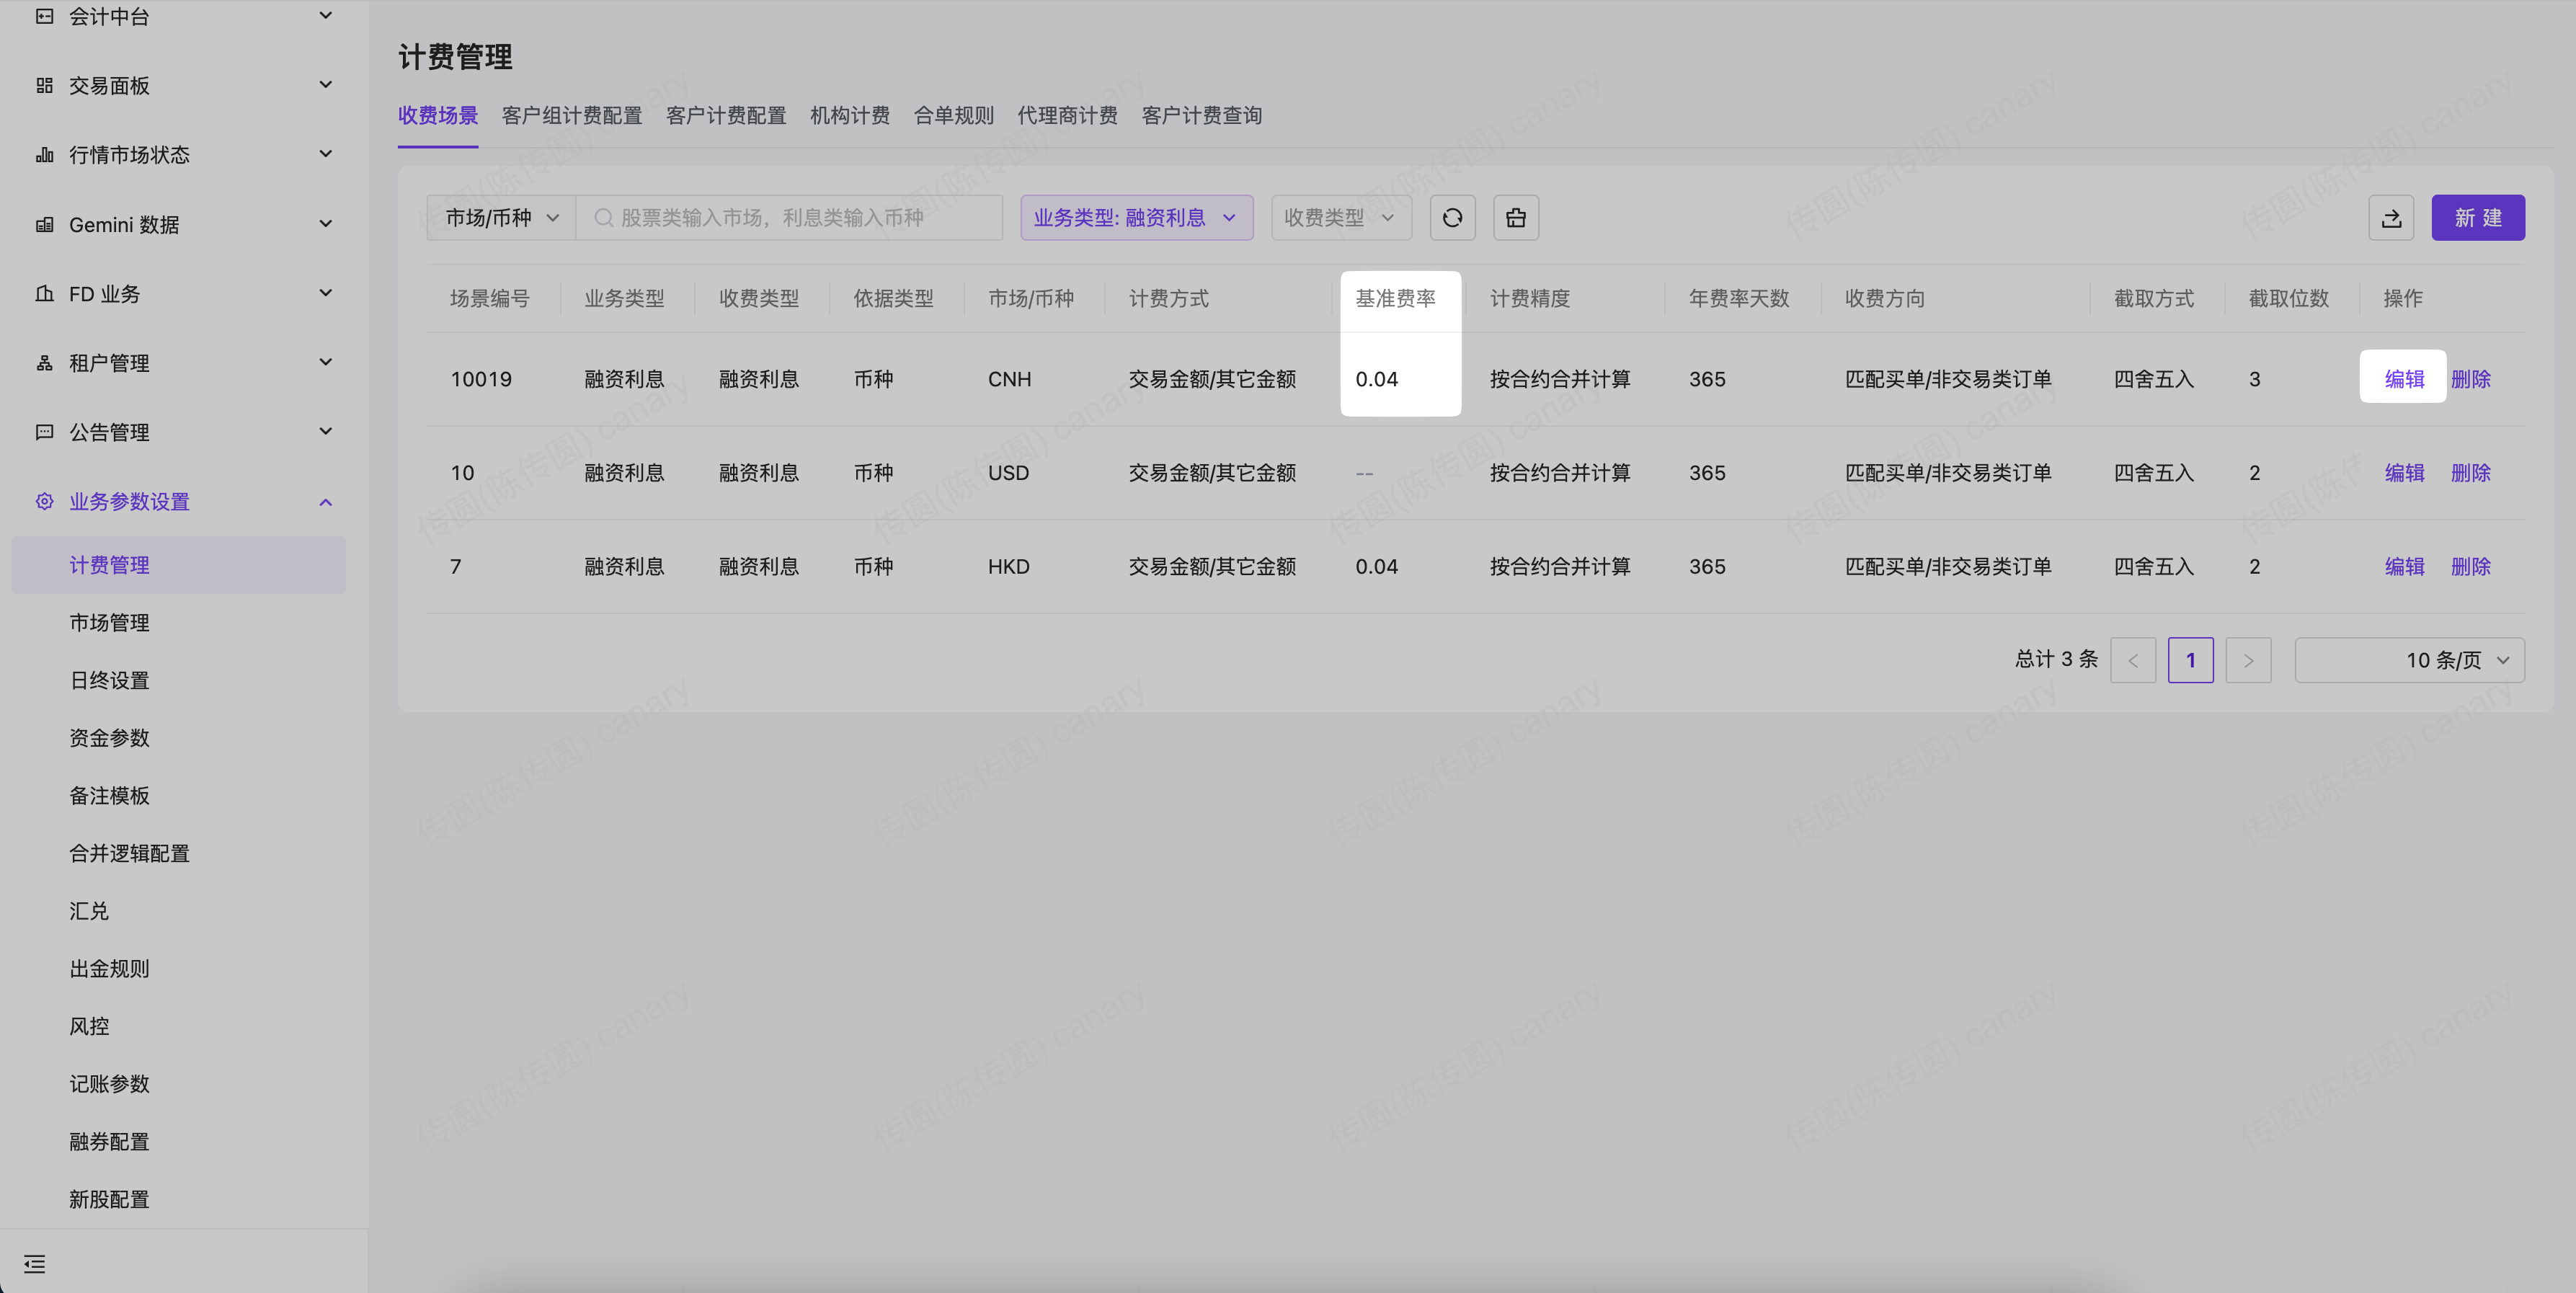 会计中台
交易面板
行情市场状态
Gemini 数据
FD 业务
租户管理
公告管理
业务参数设置
计费管理
市场管理
日终设置
资金参数
备注模板
合并逻辑配置
汇兑
出金规则
风控
记账参数
融券配置
新股配置
计费管理
收费场景 客户组计费配置 客户计费配置 机构计费 合单规则 代理商计费 客户计费查询
市场/币种 股票类输入市场，利息类输入币种 业务类型: 融资利息 收费类型 新 建
场景编号 业务类型 收费类型 依据类型 市场/币种 计费方式 基准费率 计费精度 年费率天数 收费方向 截取方式 截取位数 操作
10019 融资利息 融资利息 币种 CNH 交易金额/其它金额 0.04 按合约合并计算 365 匹配买单/非交易类订单 四舍五入 3 编辑 删除
10 融资利息 融资利息 币种 USD 交易金额/其它金额 -- 按合约合并计算 365 匹配买单/非交易类订单 四舍五入 2 编辑 删除
7 融资利息 融资利息 币种 HKD 交易金额/其它金额 0.04 按合约合并计算 365 匹配买单/非交易类订单 四舍五入 2 编辑 删除
总计 3 条 < 1 > 10 条/页
传圆(陈传圆) canary